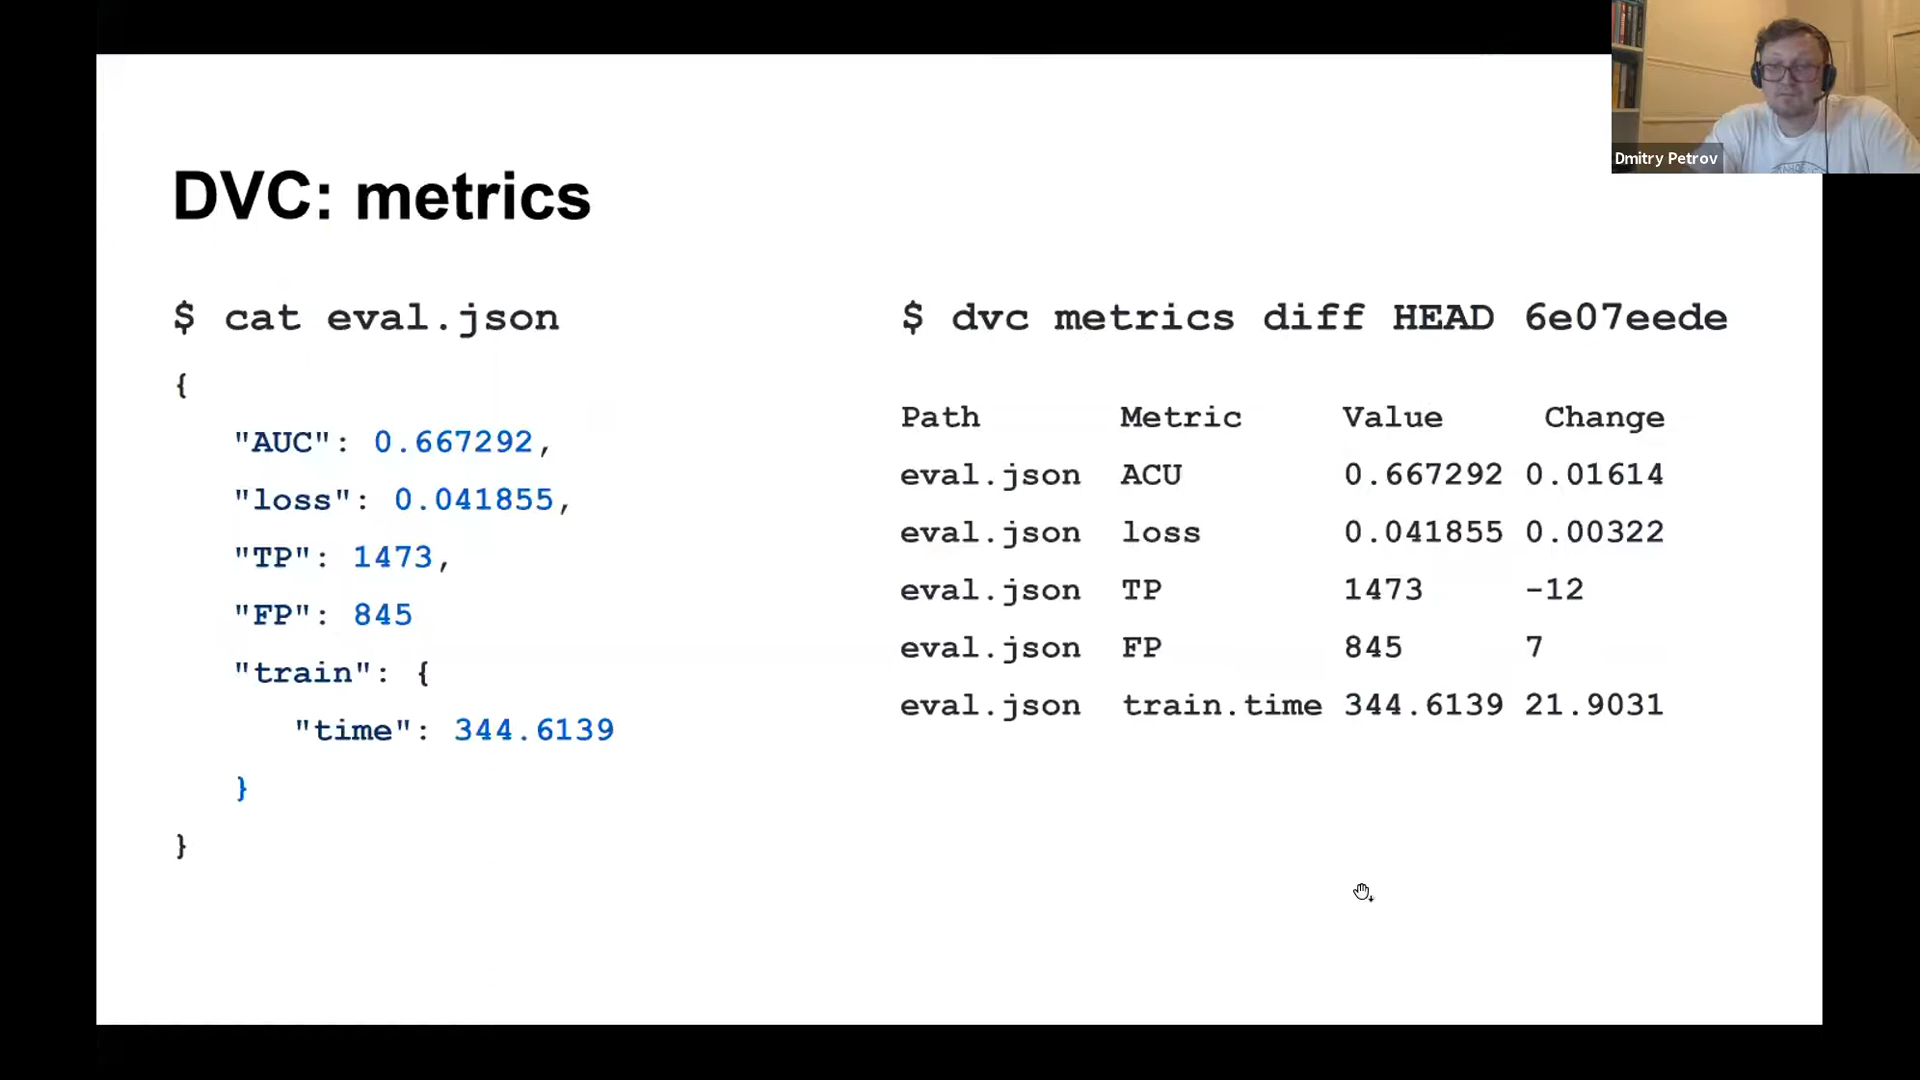 Dmitry Petrov
DVC: metrics
$ cat eval.json
{
"AUC": 0.667292,
"loss": 0.041855,
"TP": 1473,
"FP": 845
"train": {
"time": 344.6139
}
}
$ dvc metrics diff HEAD 6e07eede
Path Metric Value Change
eval.json ACU 0.667292 0.01614
eval.json loss 0.041855 0.00322
eval.json TP 1473 -12
eval.json FP 845 7
eval.json train.time 344.6139 21.9031